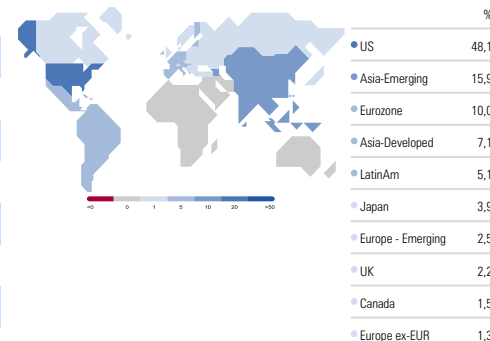 %
US 48,1
Asia-Emerging 15,9
Eurozone 10,0
Asia-Developed 7,1
LatinAm 5,1
Japan 3,9
Europe - Emerging 2,5
UK 2,2
Canada 1,5
Europe ex-EUR 1,3
<0 0 1 5 10 20 >50